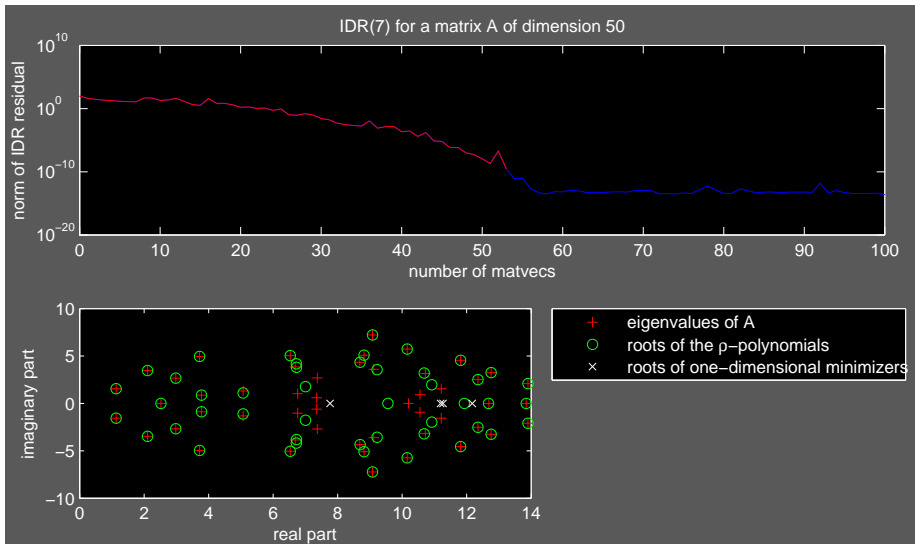 IDR(7) for a matrix A of dimension 50
norm of IDR residual
10^10
10^0
10^−10
10^−20
0 10 20 30 40 50 60 70 80 90 100
number of matvecs
imaginary part
10
5
0
−5
−10
0 2 4 6 8 10 12 14
real part
eigenvalues of A
roots of the ρ−polynomials
roots of one−dimensional minimizers